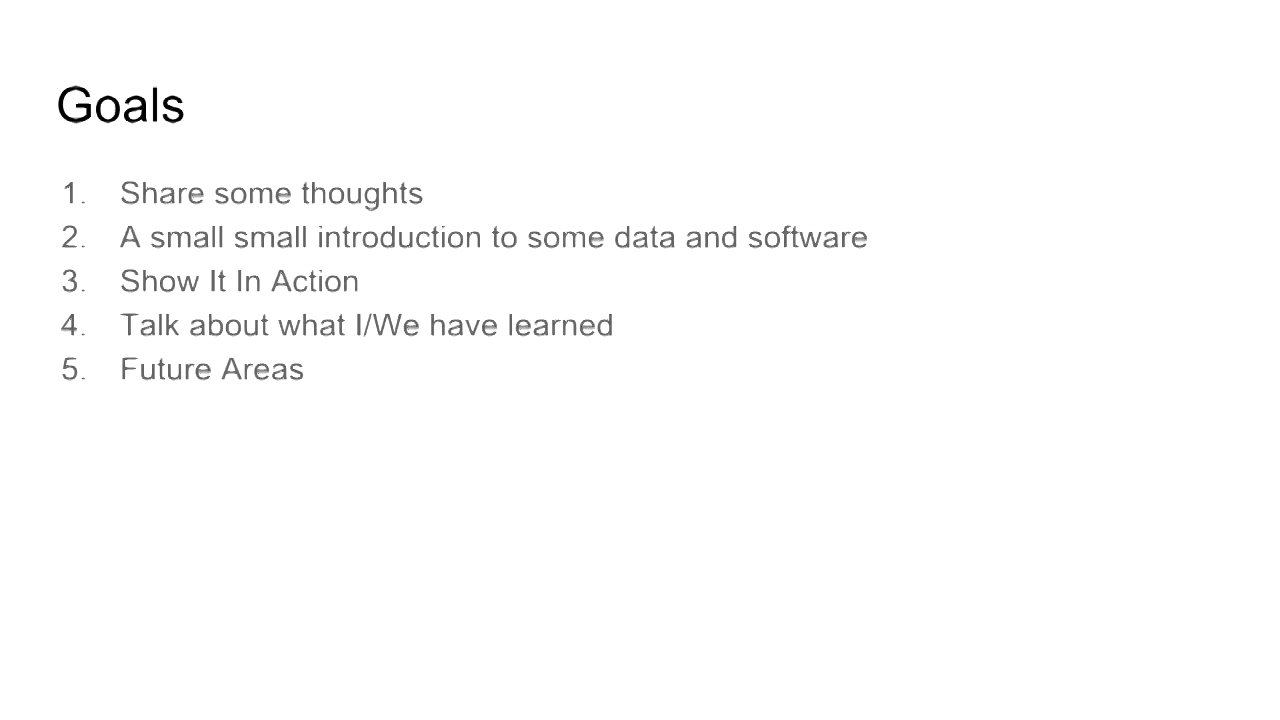 Goals
1. Share some thoughts
2. A small small introduction to some data and software
3. Show It In Action
4. Talk about what I/We have learned
5. Future Areas